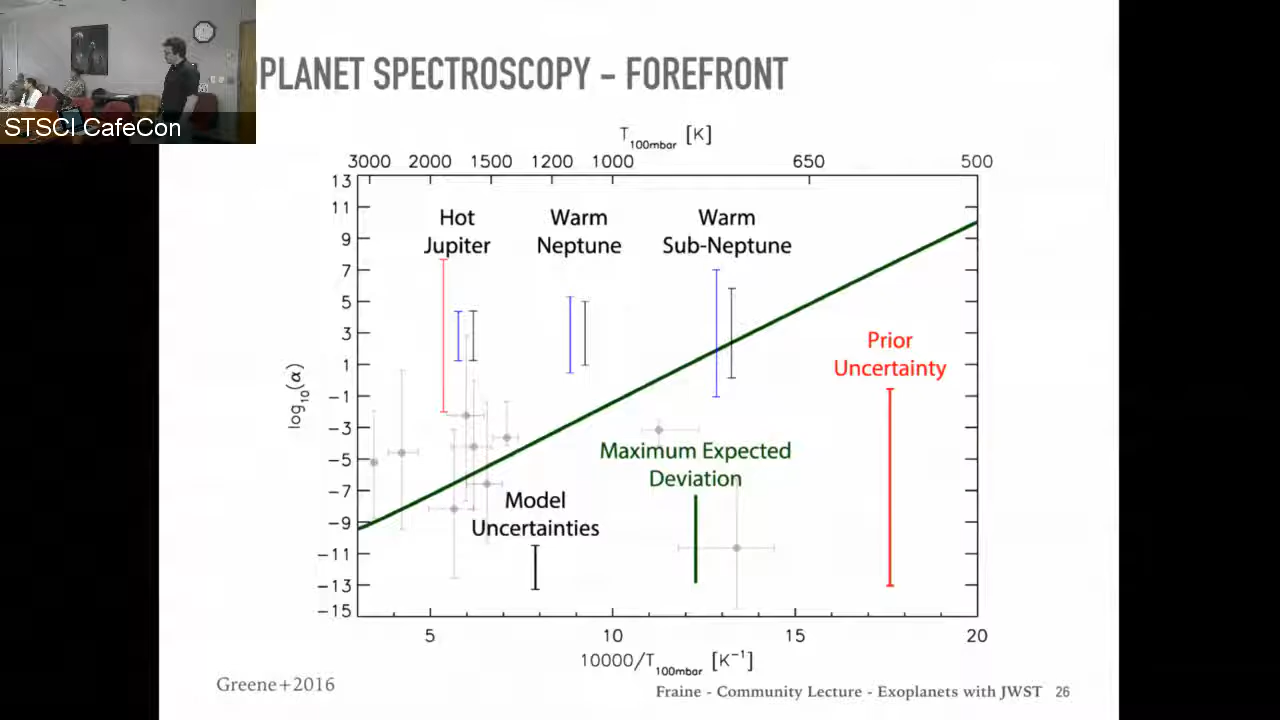 STSCI CafeCon
PLANET SPECTROSCOPY – FOREFRONT
T100mbar [K]
3000 2000 1500 1200 1000 650 500
13
11
9
7
5
3
1
−1
−3
−5
−7
−9
−11
−13
−15
log10(α)
Hot
Jupiter
Warm
Neptune
Warm
Sub-Neptune
Prior
Uncertainty
Maximum Expected
Deviation
Model
Uncertainties
5 10 15 20
10000/T100mbar [K−1]
Greene+2016
Fraine - Community Lecture - Exoplanets with JWST 26